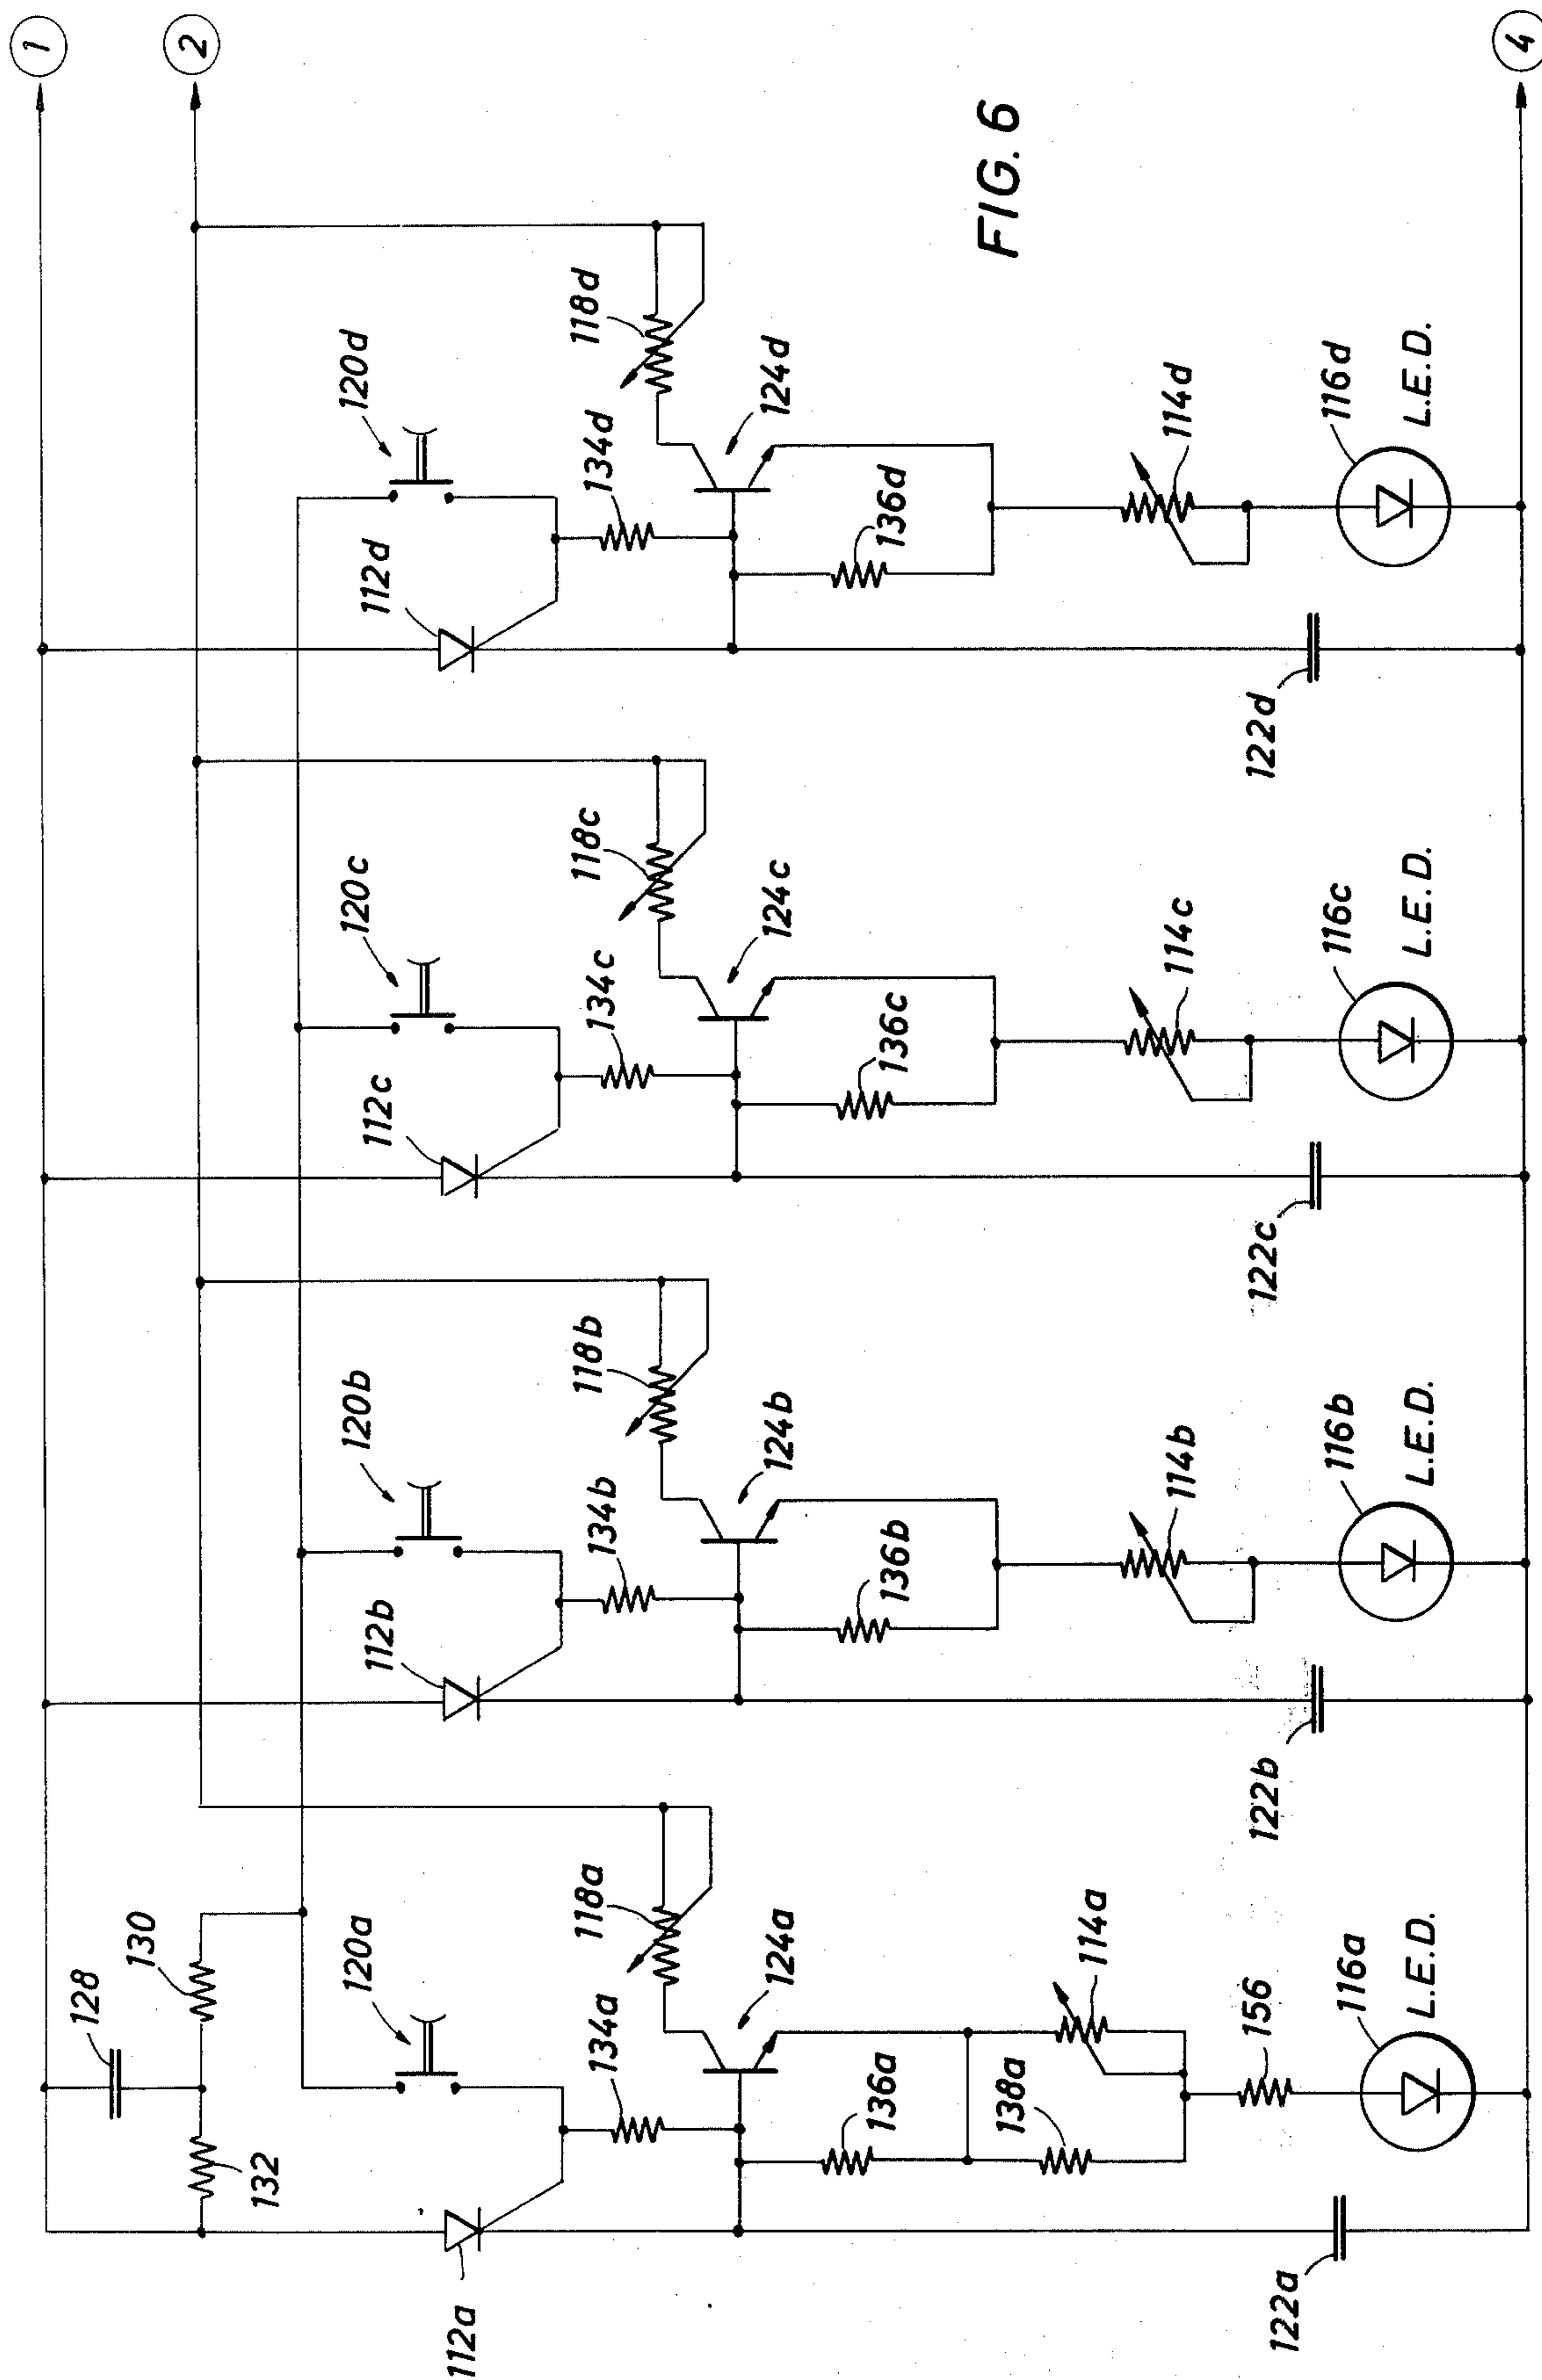 1
2
4
FIG. 6
128
130
132
120a
120b
120c
120d
112a
112b
112c
112d
134a
134b
134c
134d
118a
118b
118c
118d
124a
124b
124c
124d
136a
136b
136c
136d
138a
114a
114b
114c
114d
156
116a
L.E.D.
116b
L.E.D.
116c
L.E.D.
116d
L.E.D.
122a
122b
122c
122d